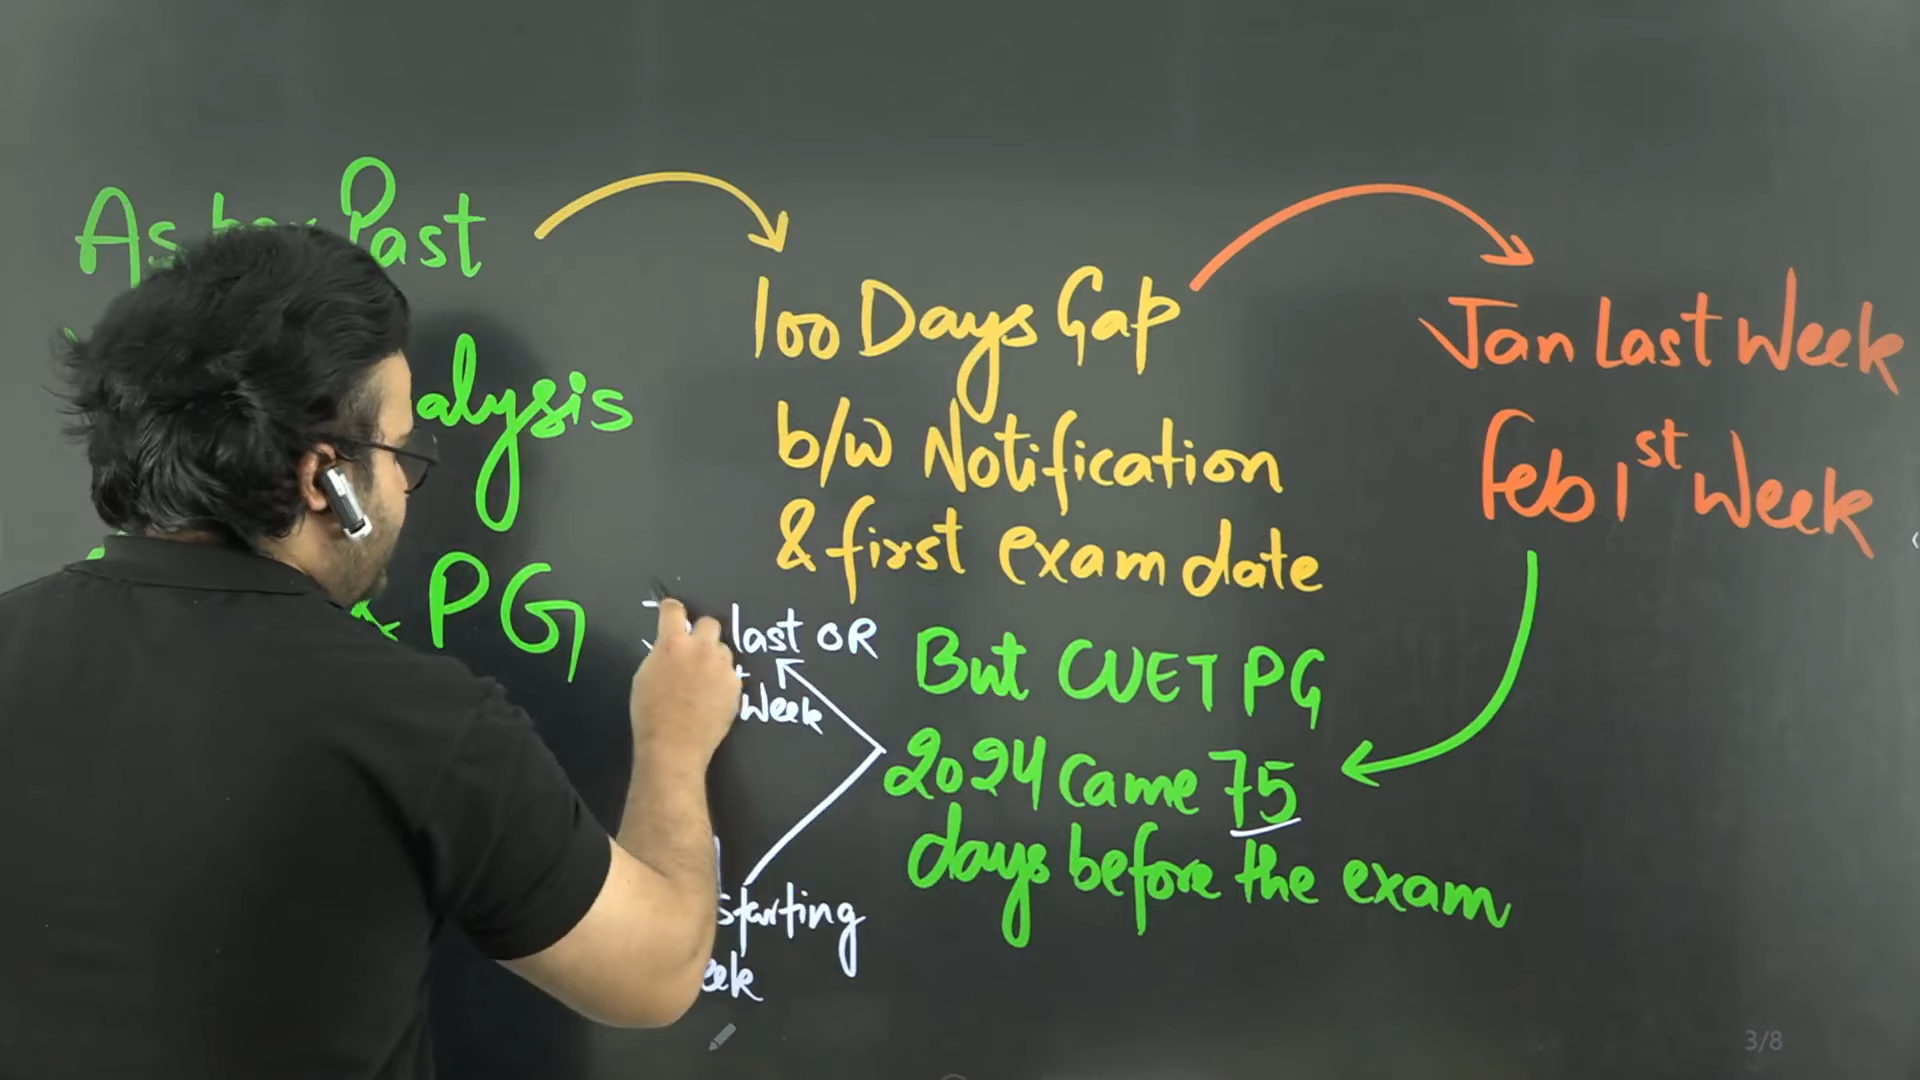 As Past
alysis
PG
100 Days Gap
b/w Notification
& first exam date
Jan Last Week
Feb 1st Week
last OR
Week
But CUET PG
2024 came 75
days before the exam
starting
3/8